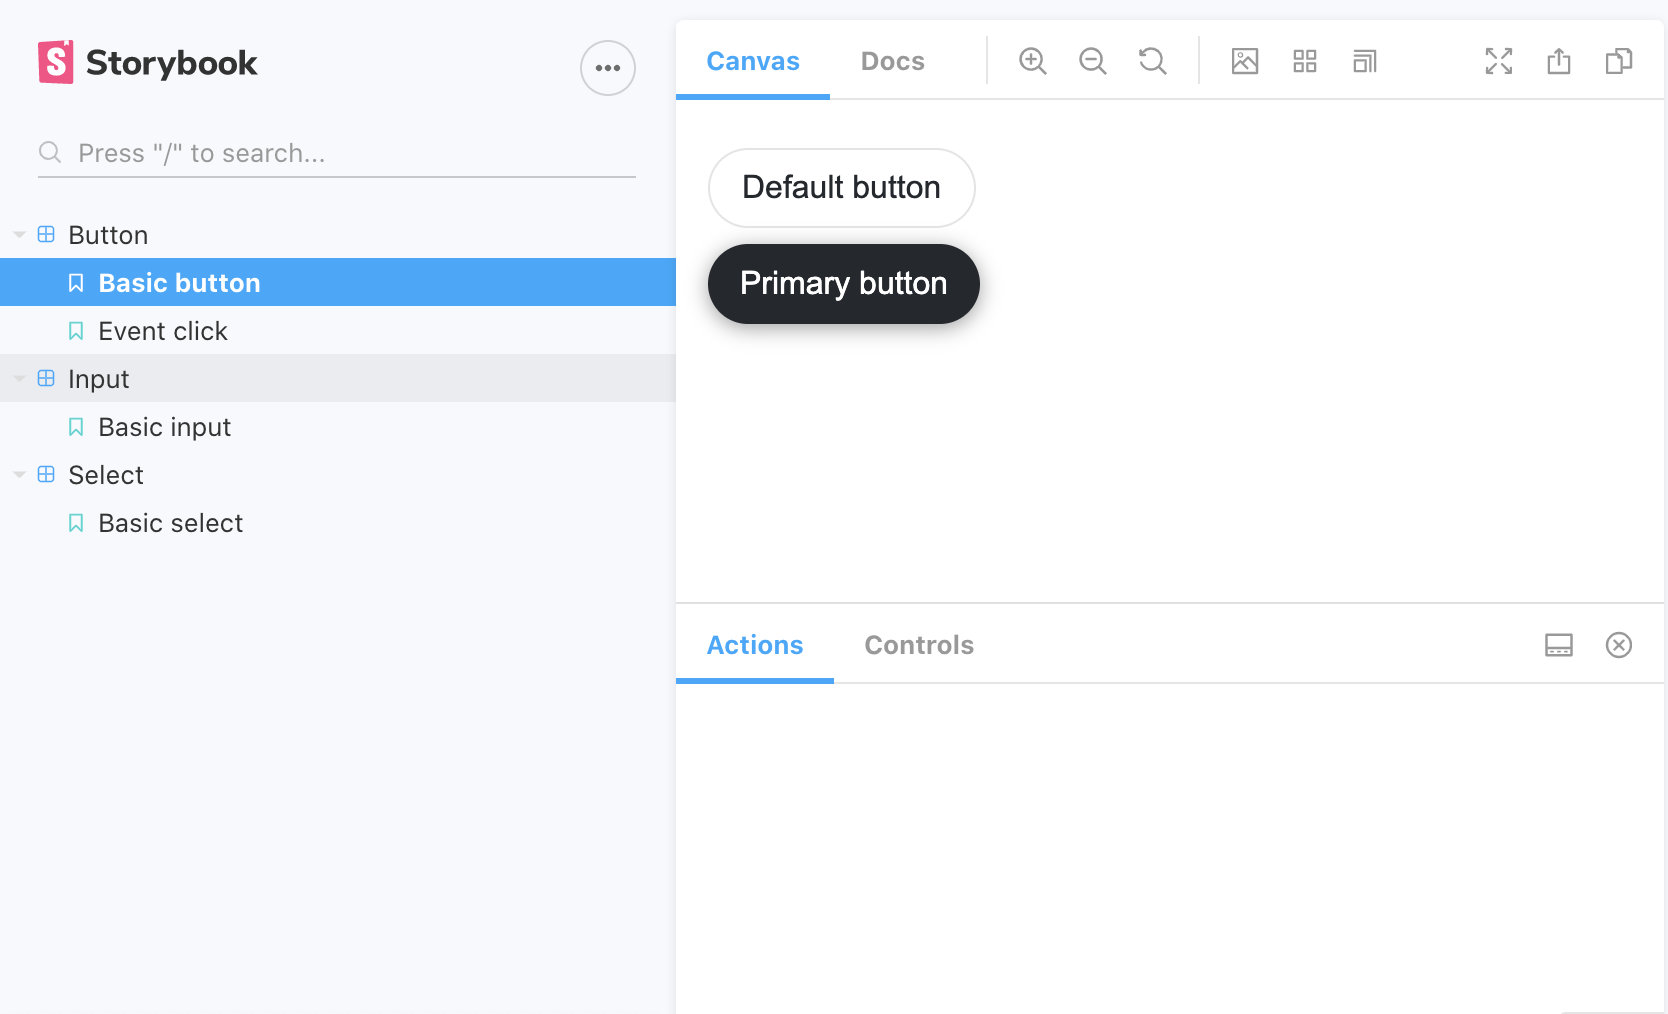 Storybook
Press "/" to search...
Button
Basic button
Event click
Input
Basic input
Select
Basic select
Canvas Docs
Default button
Primary button
Actions Controls